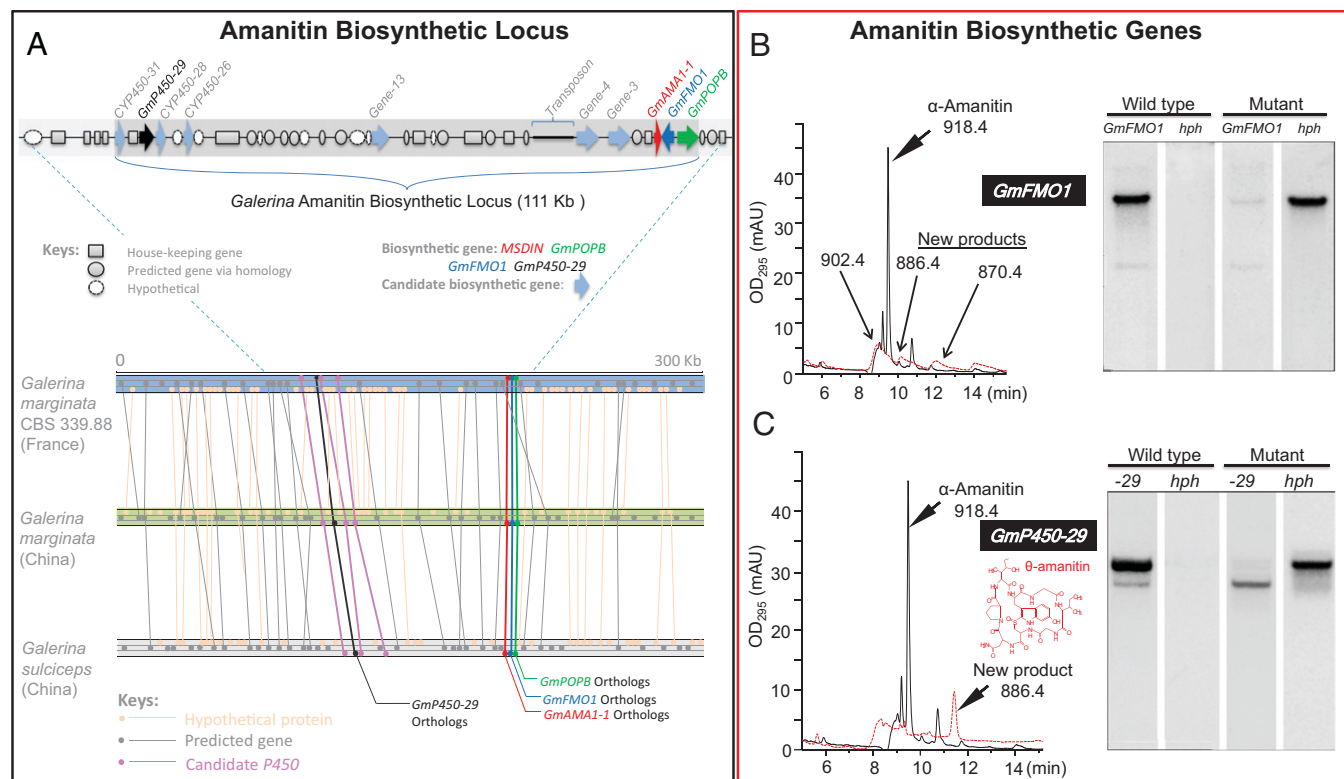 A
Amanitin Biosynthetic Locus
CYP450-31
GmP450-29
CYP450-28
CYP450-26
Gene-13
Transposon
Gene-4
Gene-3
GmAMA1-1
GmFMO1
GmPOPB
Galerina Amanitin Biosynthetic Locus (111 Kb )
Keys:
House-keeping gene
Predicted gene via homology
Hypothetical
Biosynthetic gene: MSDIN GmPOPB
GmFMO1 GmP450-29
Candidate biosynthetic gene:
0
300 Kb
Galerina
marginata
CBS 339.88
(France)
Galerina
marginata
(China)
Galerina
sulciceps
(China)
GmP450-29
Orthologs
GmPOPB Orthologs
GmFMO1 Orthologs
GmAMA1-1 Orthologs
Keys:
Hypothetical protein
Predicted gene
Candidate P450
B
Amanitin Biosynthetic Genes
α-Amanitin
918.4
GmFMO1
New products
902.4
886.4
870.4
OD295 (mAU)
40
30
20
10
5
0
6 8 10 12 14 (min)
Wild type
Mutant
GmFMO1 hph GmFMO1 hph
C
α-Amanitin
918.4
GmP450-29
θ-amanitin
New product
886.4
OD295 (mAU)
50
40
30
20
10
5
0
6 8 10 12 14 (min)
Wild type
Mutant
-29 hph -29 hph